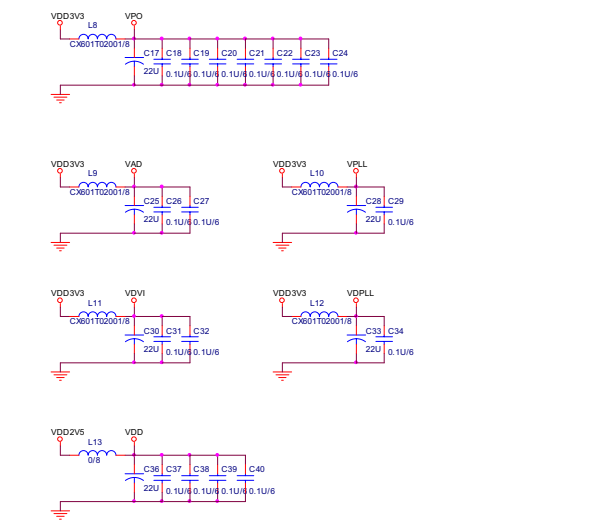 VDD3V3 VPO
L8
CX601T02001/8
C17 C18 C19 C20 C21 C22 C23 C24
22U 0.1U/6 0.1U/6 0.1U/6 0.1U/6 0.1U/6 0.1U/6 0.1U/6
VDD3V3 VAD
L9
CX601T02001/8
C25 C26 C27
22U 0.1U/6 0.1U/6
VDD3V3 VPLL
L10
CX601T02001/8
C28 C29
22U 0.1U/6
VDD3V3 VDVI
L11
CX601T02001/8
C30 C31 C32
22U 0.1U/6 0.1U/6
VDD3V3 VDPLL
L12
CX601T02001/8
C33 C34
22U 0.1U/6
VDD2V5 VDD
L13
0/8
C36 C37 C38 C39 C40
22U 0.1U/6 0.1U/6 0.1U/6 0.1U/6